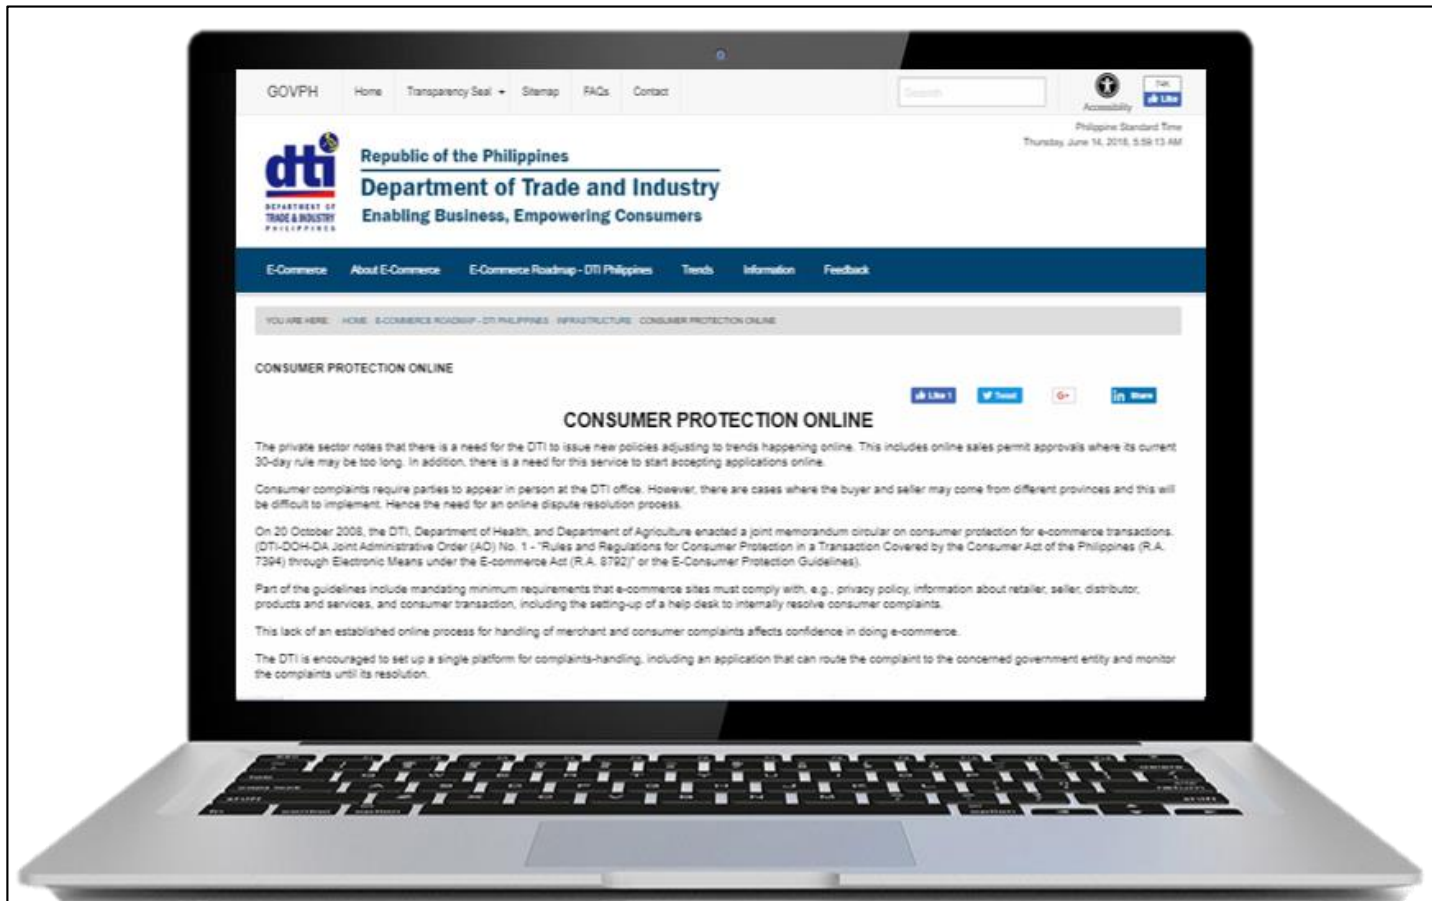 GOVPH Home Transparency Seal Sitemap FAQs Contact Search
Accessibility
74K
Like
Philippine Standard Time
Thursday, June 14, 2018, 5:59:13 AM
dti
DEPARTMENT OF
TRADE & INDUSTRY
PHILIPPINES
Republic of the Philippines
Department of Trade and Industry
Enabling Business, Empowering Consumers
E-Commerce About E-Commerce E-Commerce Roadmap - DTI Philippines Trends Information Feedback
YOU ARE HERE: HOME E-COMMERCE ROADMAP - DTI PHILIPPINES INFRASTRUCTURE CONSUMER PROTECTION ONLINE
CONSUMER PROTECTION ONLINE
Like 1 Tweet G+ in Share
CONSUMER PROTECTION ONLINE
The private sector notes that there is a need for the DTI to issue new policies adjusting to trends happening online. This includes online sales permit approvals where its current
30-day rule may be too long. In addition, there is a need for this service to start accepting applications online.
Consumer complaints require parties to appear in person at the DTI office. However, there are cases where the buyer and seller may come from different provinces and this will
be difficult to implement. Hence the need for an online dispute resolution process.
On 20 October 2008, the DTI, Department of Health, and Department of Agriculture enacted a joint memorandum circular on consumer protection for e-commerce transactions.
(DTI-DOH-DA Joint Administrative Order (AO) No. 1 - "Rules and Regulations for Consumer Protection in a Transaction Covered by the Consumer Act of the Philippines (R.A.
7394) through Electronic Means under the E-commerce Act (R.A. 8792)" or the E-Consumer Protection Guidelines).
Part of the guidelines include mandating minimum requirements that e-commerce sites must comply with, e.g., privacy policy, information about retailer, seller, distributor,
products and services, and consumer transaction, including the setting-up of a help desk to internally resolve consumer complaints.
This lack of an established online process for handling of merchant and consumer complaints affects confidence in doing e-commerce.
The DTI is encouraged to set up a single platform for complaints-handling, including an application that can route the complaint to the concerned government entity and monitor
the complaints until its resolution.